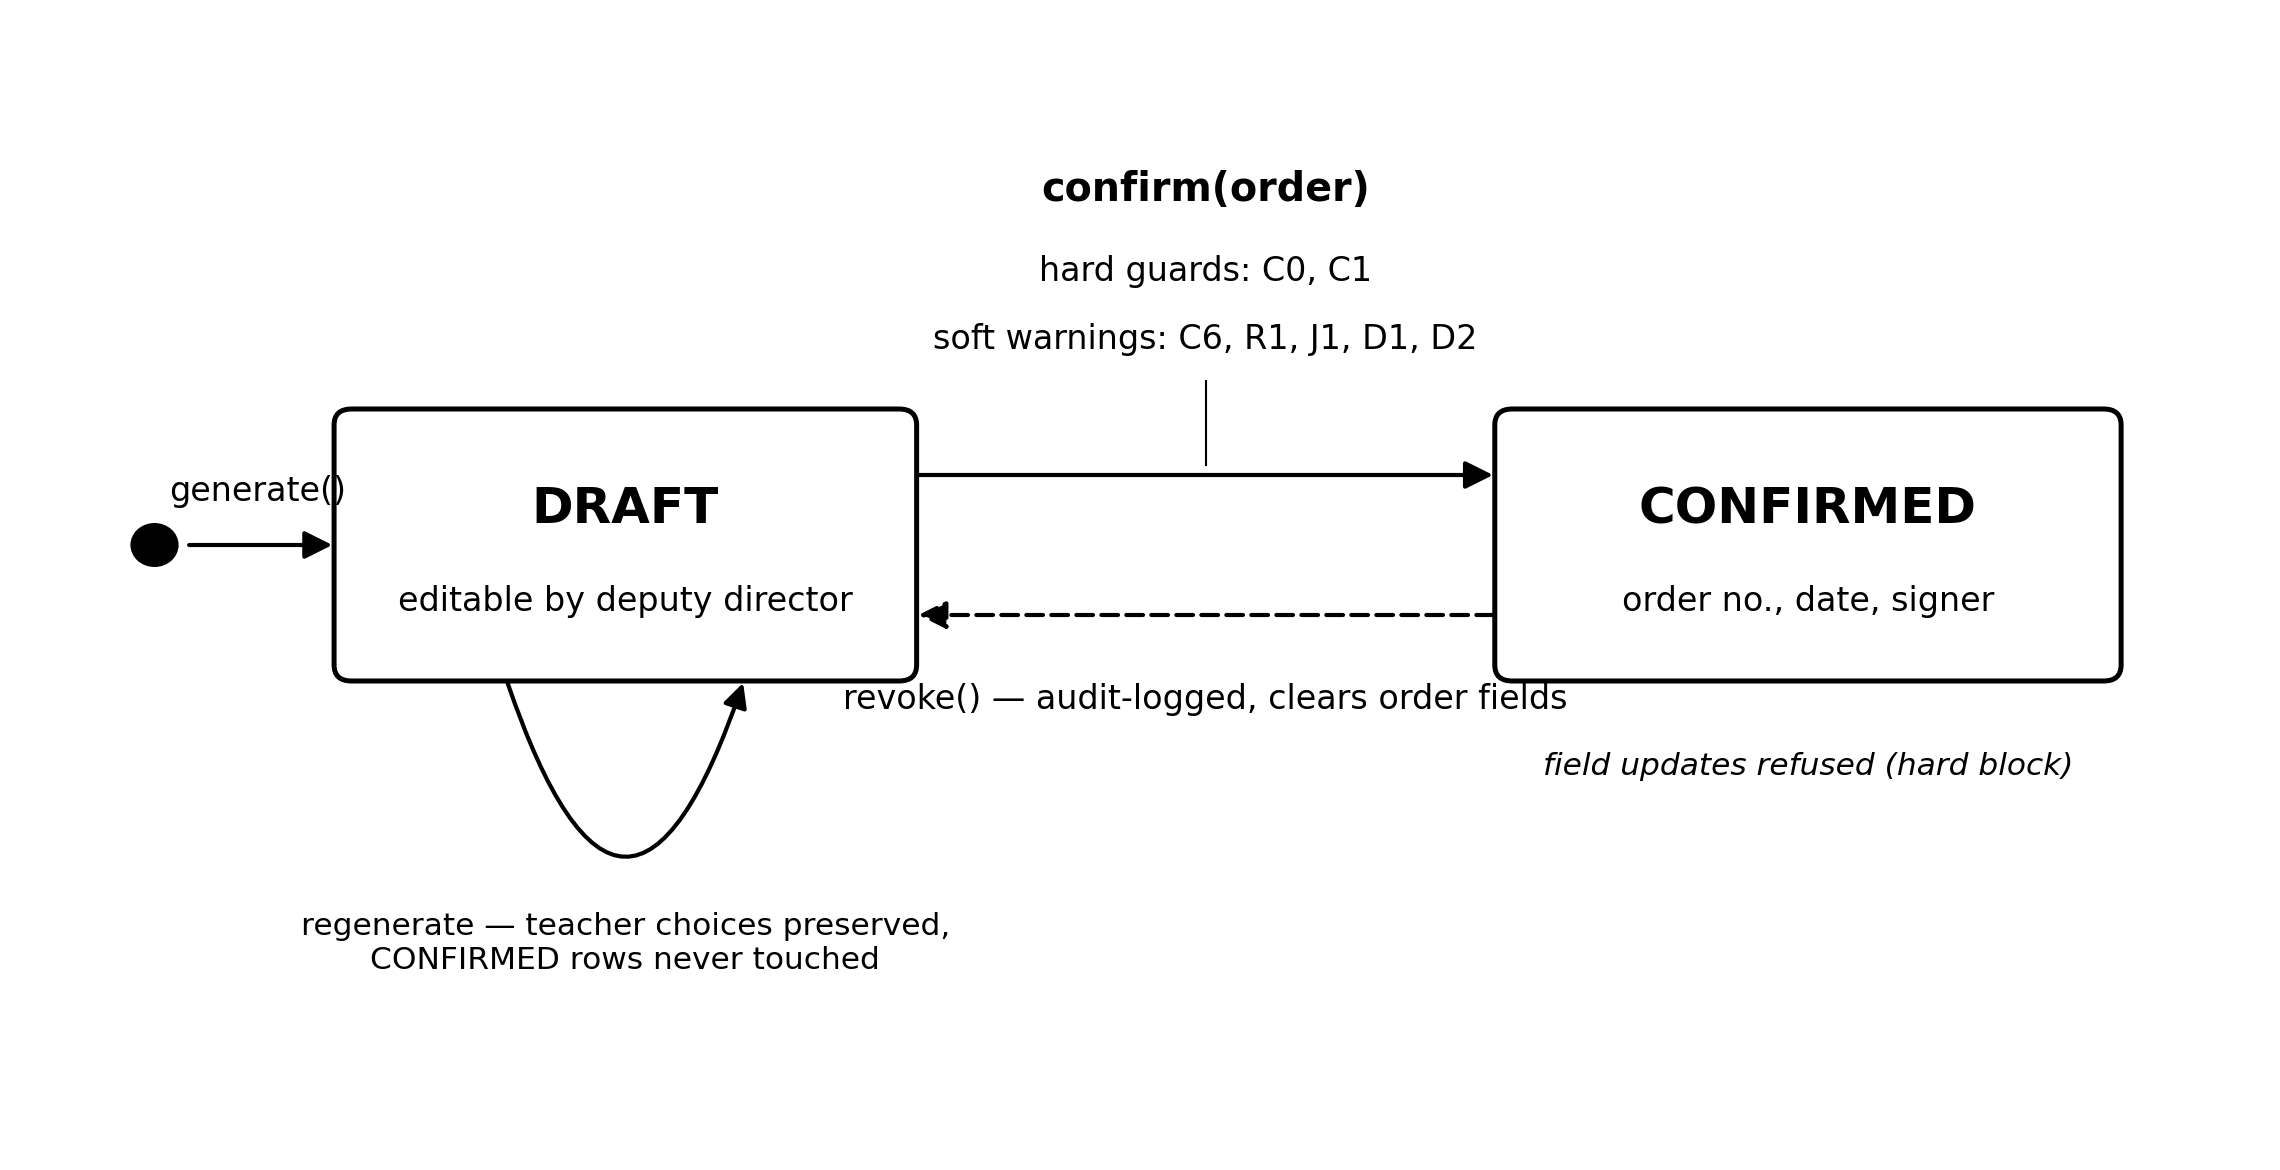 confirm(order)
hard guards: C0, C1
soft warnings: C6, R1, J1, D1, D2
generate()
DRAFT
editable by deputy director
CONFIRMED
order no., date, signer
revoke() — audit-logged, clears order fields
field updates refused (hard block)
regenerate — teacher choices preserved,
CONFIRMED rows never touched